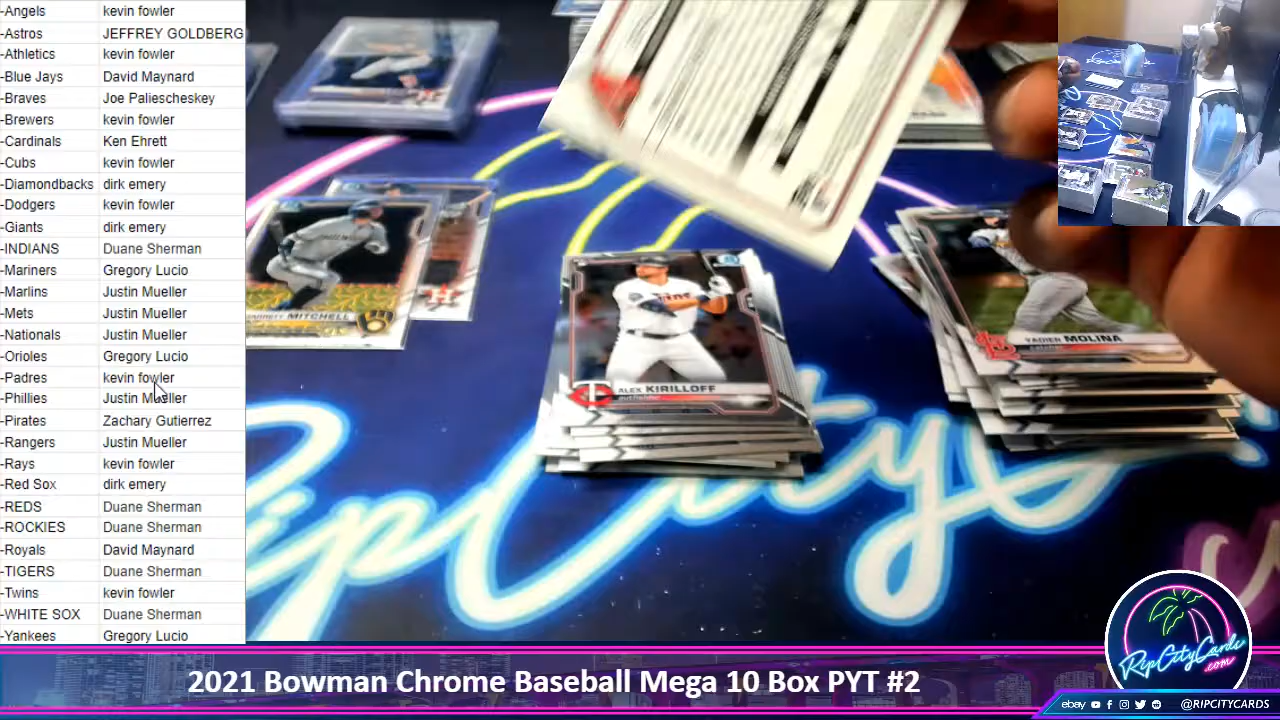 -Angels kevin fowler
-Astros JEFFREY GOLDBERG
-Athletics kevin fowler
-Blue Jays David Maynard
-Braves Joe Paliescheskey
-Brewers kevin fowler
-Cardinals Ken Ehrett
-Cubs kevin fowler
-Diamondbacks dirk emery
-Dodgers kevin fowler
-Giants dirk emery
-INDIANS Duane Sherman
-Mariners Gregory Lucio
-Marlins Justin Mueller
-Mets Justin Mueller
-Nationals Justin Mueller
-Orioles Gregory Lucio
-Padres kevin fowler
-Phillies Justin Mueller
-Pirates Zachary Gutierrez
-Rangers Justin Mueller
-Rays kevin fowler
-Red Sox dirk emery
-REDS Duane Sherman
-ROCKIES Duane Sherman
-Royals David Maynard
-TIGERS Duane Sherman
-Twins kevin fowler
-WHITE SOX Duane Sherman
-Yankees Gregory Lucio
MITCHELL
ALEX KIRILLOFF
outfielder
YADIER MOLINA
catcher
RipCity
RipCityCards
.com
2021 Bowman Chrome Baseball Mega 10 Box PYT #2
ebay @RIPCITYCARDS